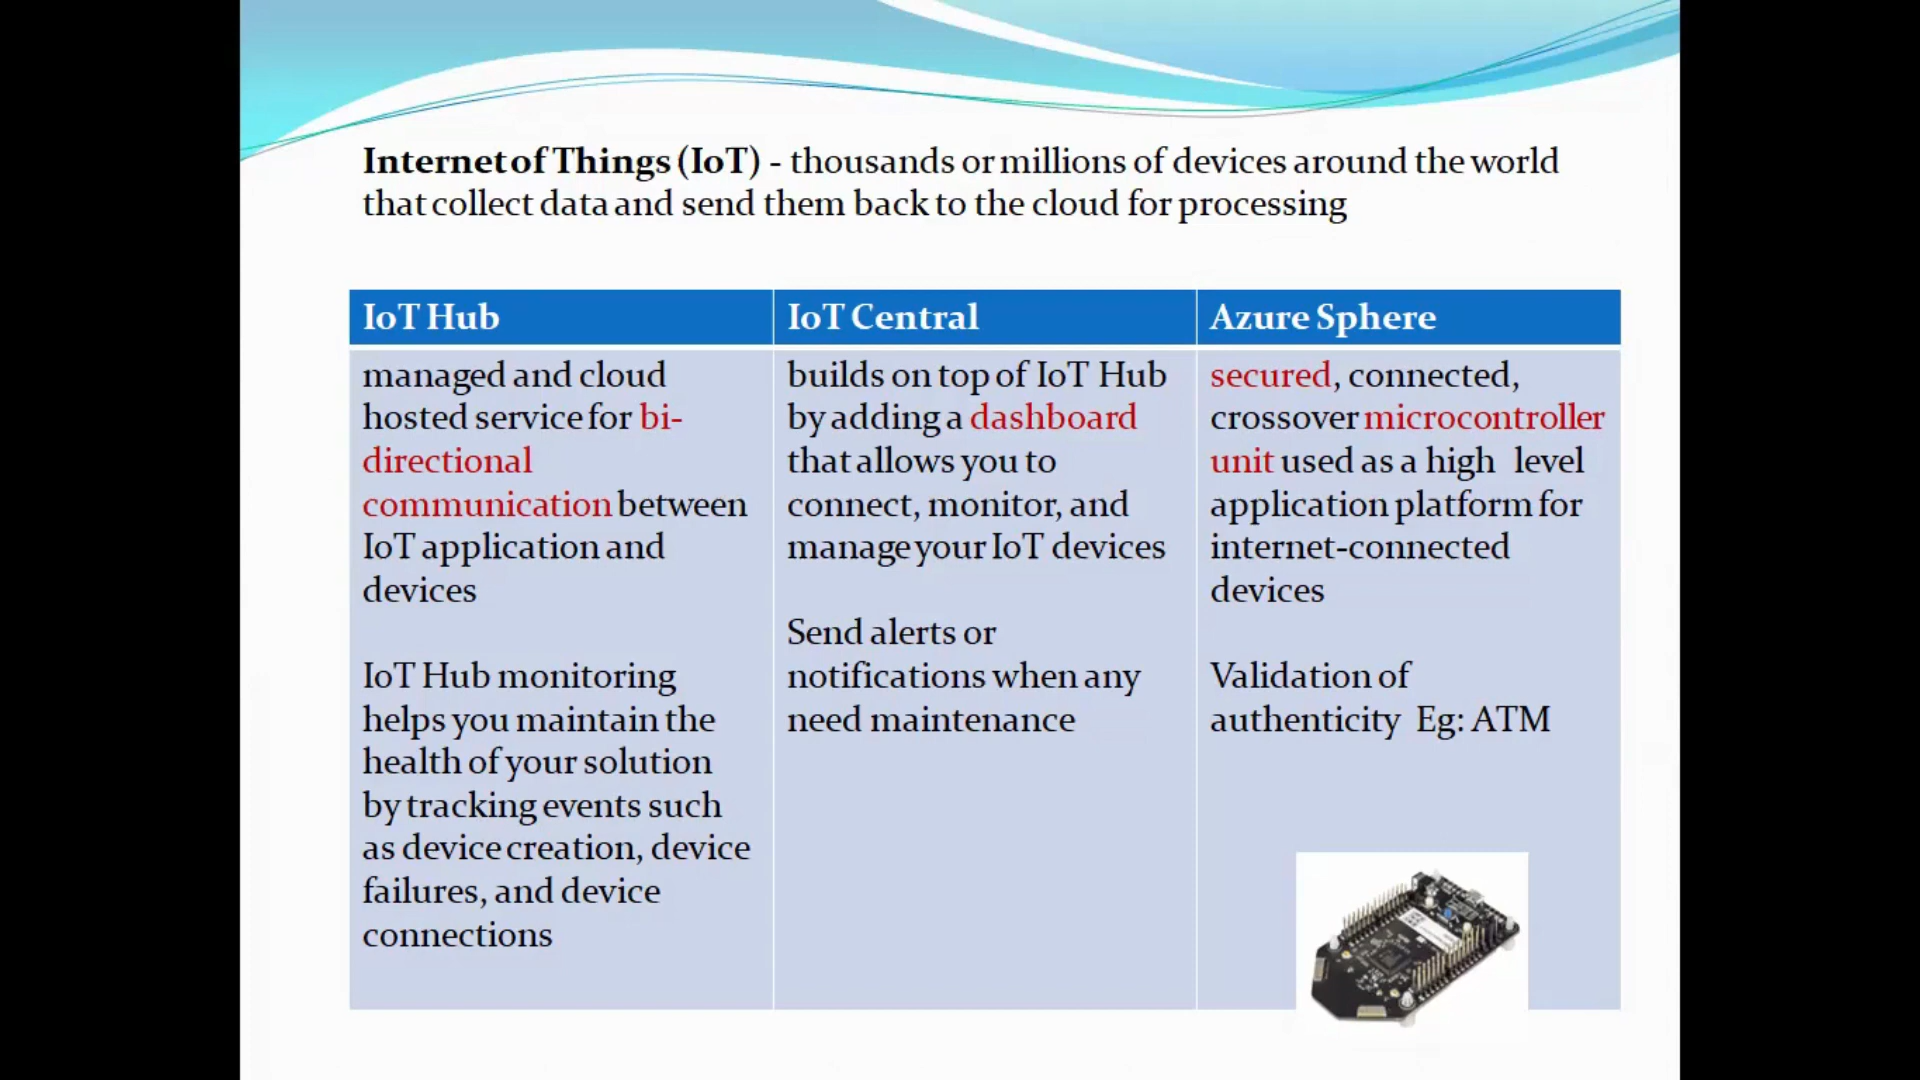 Internet of Things (IoT) - thousands or millions of devices around the world
that collect data and send them back to the cloud for processing
IoT Hub
managed and cloud
hosted service for bi-
directional
communication between
IoT application and
devices
IoT Hub monitoring
helps you maintain the
health of your solution
by tracking events such
as device creation, device
failures, and device
connections
IoT Central
builds on top of IoT Hub
by adding a dashboard
that allows you to
connect, monitor, and
manage your IoT devices
Send alerts or
notifications when any
need maintenance
Azure Sphere
secured, connected,
crossover microcontroller
unit used as a high level
application platform for
internet-connected
devices
Validation of
authenticity Eg: ATM